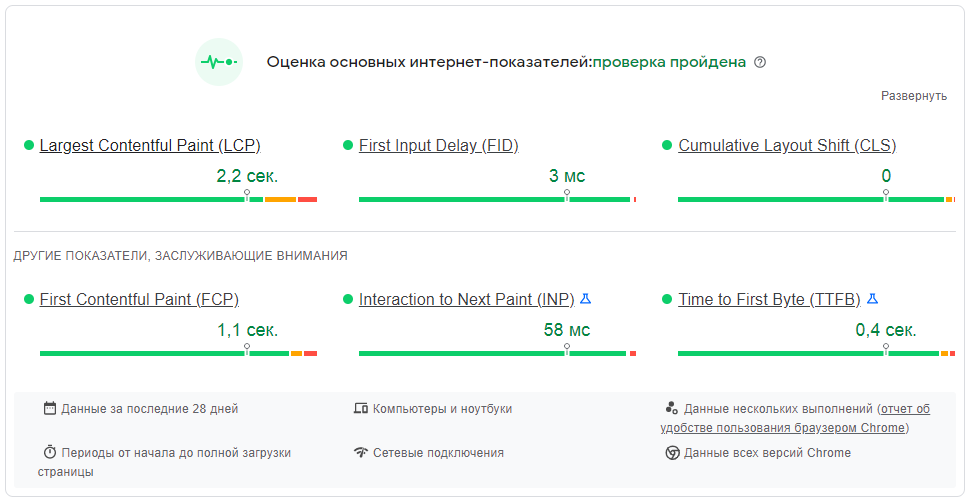 Оценка основных интернет-показателей:проверка пройдена
Развернуть
Largest Contentful Paint (LCP)
2,2 сек.
First Input Delay (FID)
3 мс
Cumulative Layout Shift (CLS)
0
ДРУГИЕ ПОКАЗАТЕЛИ, ЗАСЛУЖИВАЮЩИЕ ВНИМАНИЯ
First Contentful Paint (FCP)
1,1 сек.
Interaction to Next Paint (INP)
58 мс
Time to First Byte (TTFB)
0,4 сек.
Данные за последние 28 дней
Компьютеры и ноутбуки
Данные нескольких выполнений (отчет об
удобстве пользования браузером Chrome)
Периоды от начала до полной загрузки
страницы
Сетевые подключения
Данные всех версий Chrome